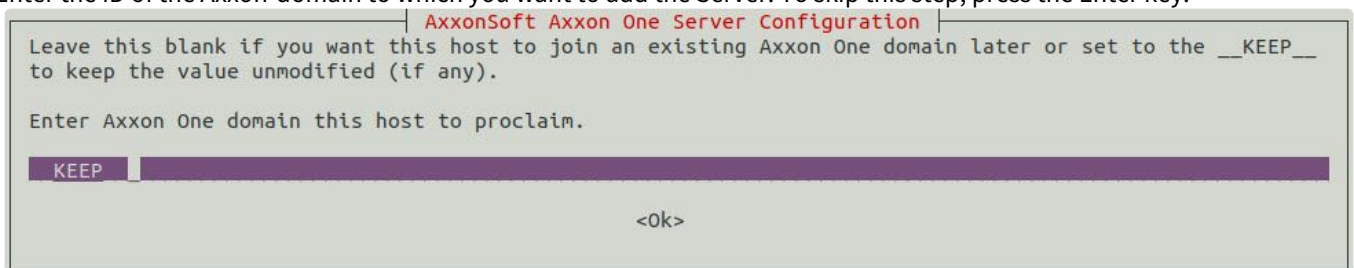 Enter the ID of the Axxon-domain to which you want to add the Server. To skip this step, press the Enter key.
AxxonSoft Axxon One Server Configuration
Leave this blank if you want this host to join an existing Axxon One domain later or set to the __KEEP__
to keep the value unmodified (if any).
Enter Axxon One domain this host to proclaim.
__KEEP__
<Ok>